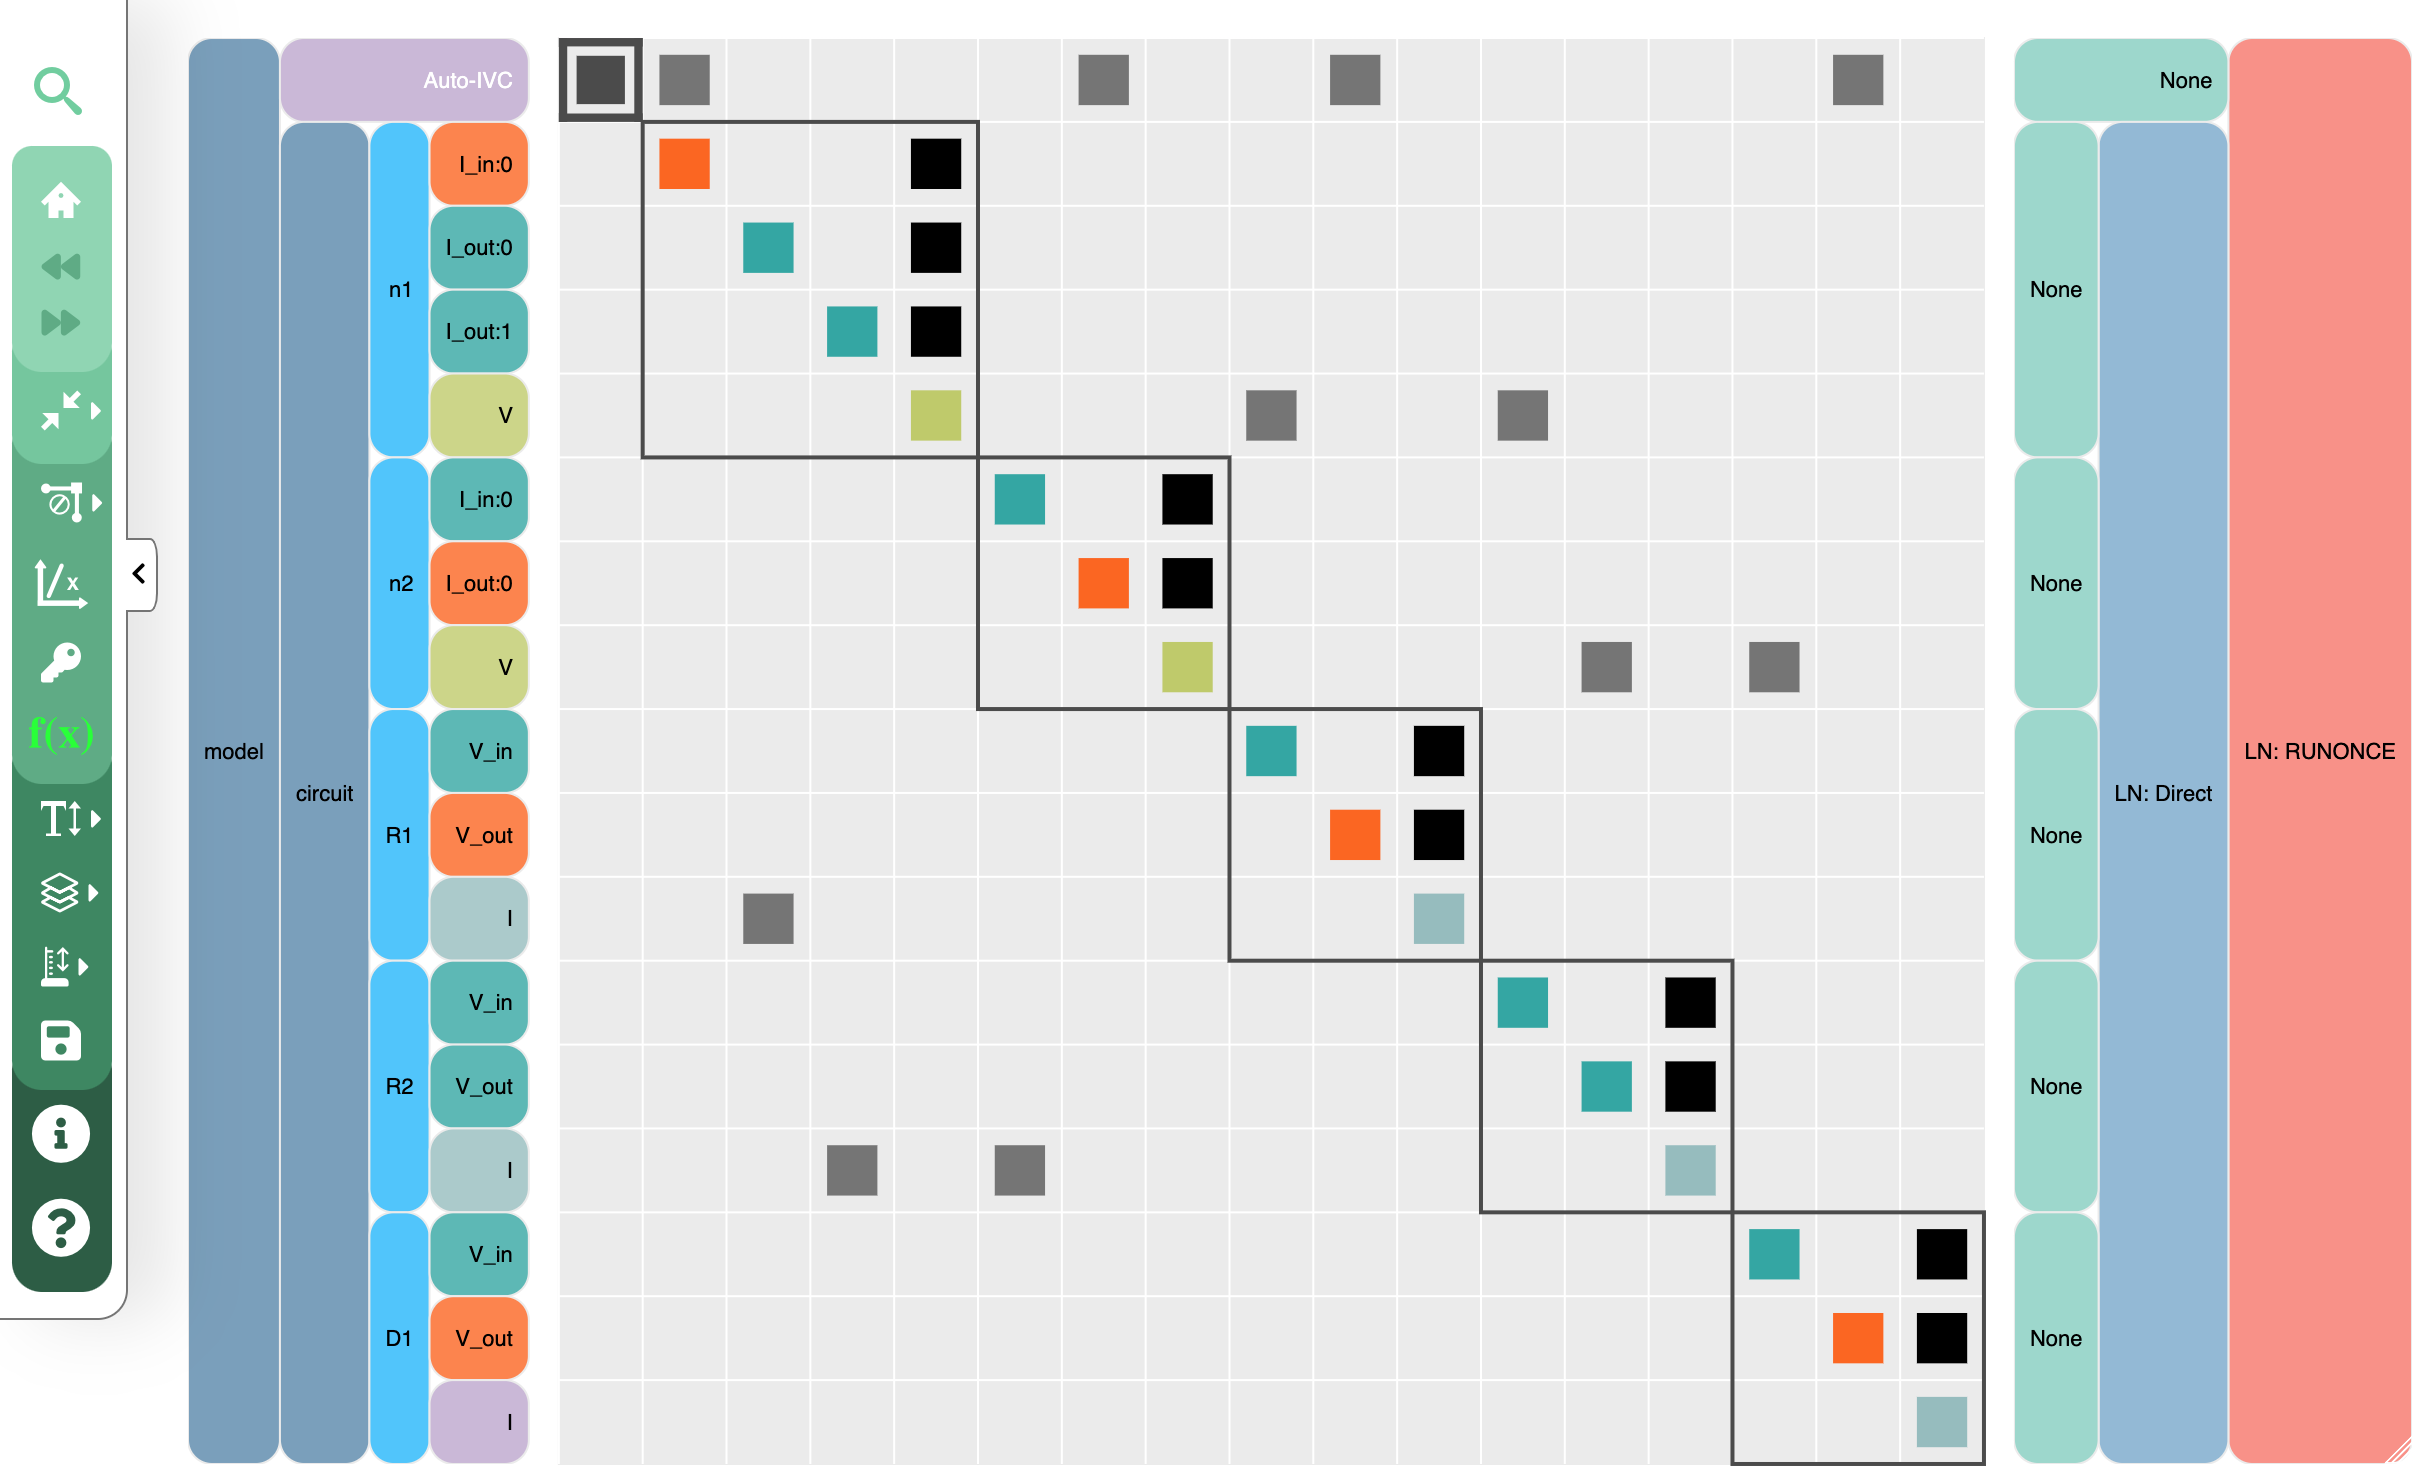 Auto-IVC
None
I_in:0
I_out:0
n1
None
I_out:1
V
I_in:0
n2
I_out:0
None
V
/x
f(x)
model
V_in
LN: RUNONCE
circuit
LN: Direct
R1
V_out
None
T
I
V_in
R2
V_out
None
I
i
?
V_in
D1
V_out
None
I